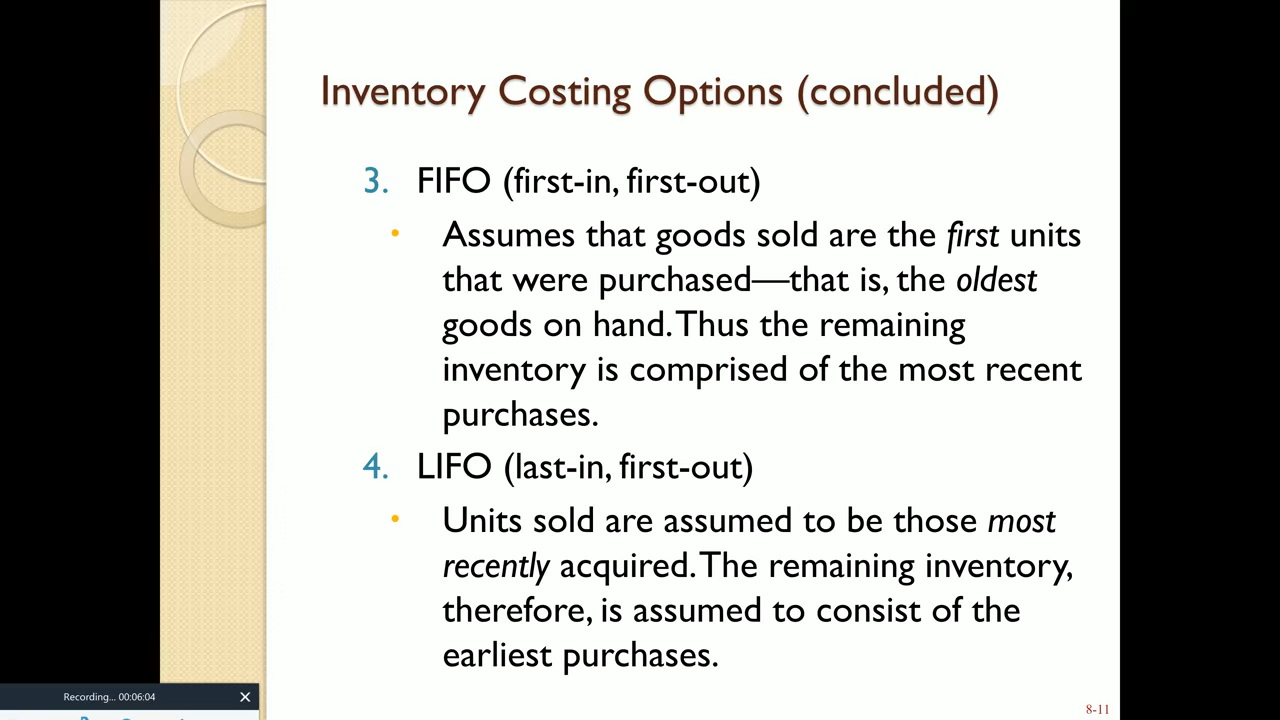 Inventory Costing Options (concluded)
3. FIFO (first-in, first-out)
• Assumes that goods sold are the first units
that were purchased—that is, the oldest
goods on hand. Thus the remaining
inventory is comprised of the most recent
purchases.
4. LIFO (last-in, first-out)
• Units sold are assumed to be those most
recently acquired. The remaining inventory,
therefore, is assumed to consist of the
earliest purchases.
Recording... 00:06:04
8-11